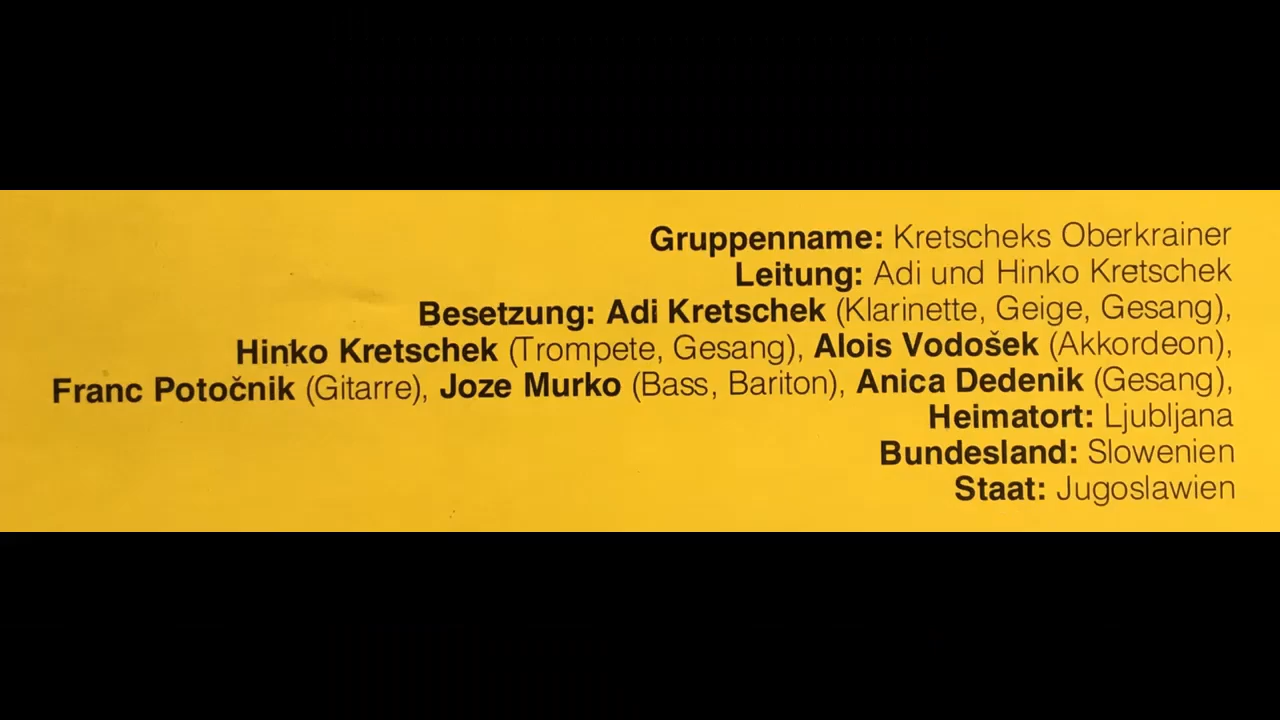 Gruppenname: Kretscheks Oberkrainer
Leitung: Adi und Hinko Kretschek
Besetzung: Adi Kretschek (Klarinette, Geige, Gesang),
Hinko Kretschek (Trompete, Gesang), Alois Vodošek (Akkordeon),
Franc Potočnik (Gitarre), Joze Murko (Bass, Bariton), Anica Dedenik (Gesang),
Heimatort: Ljubljana
Bundesland: Slowenien
Staat: Jugoslawien